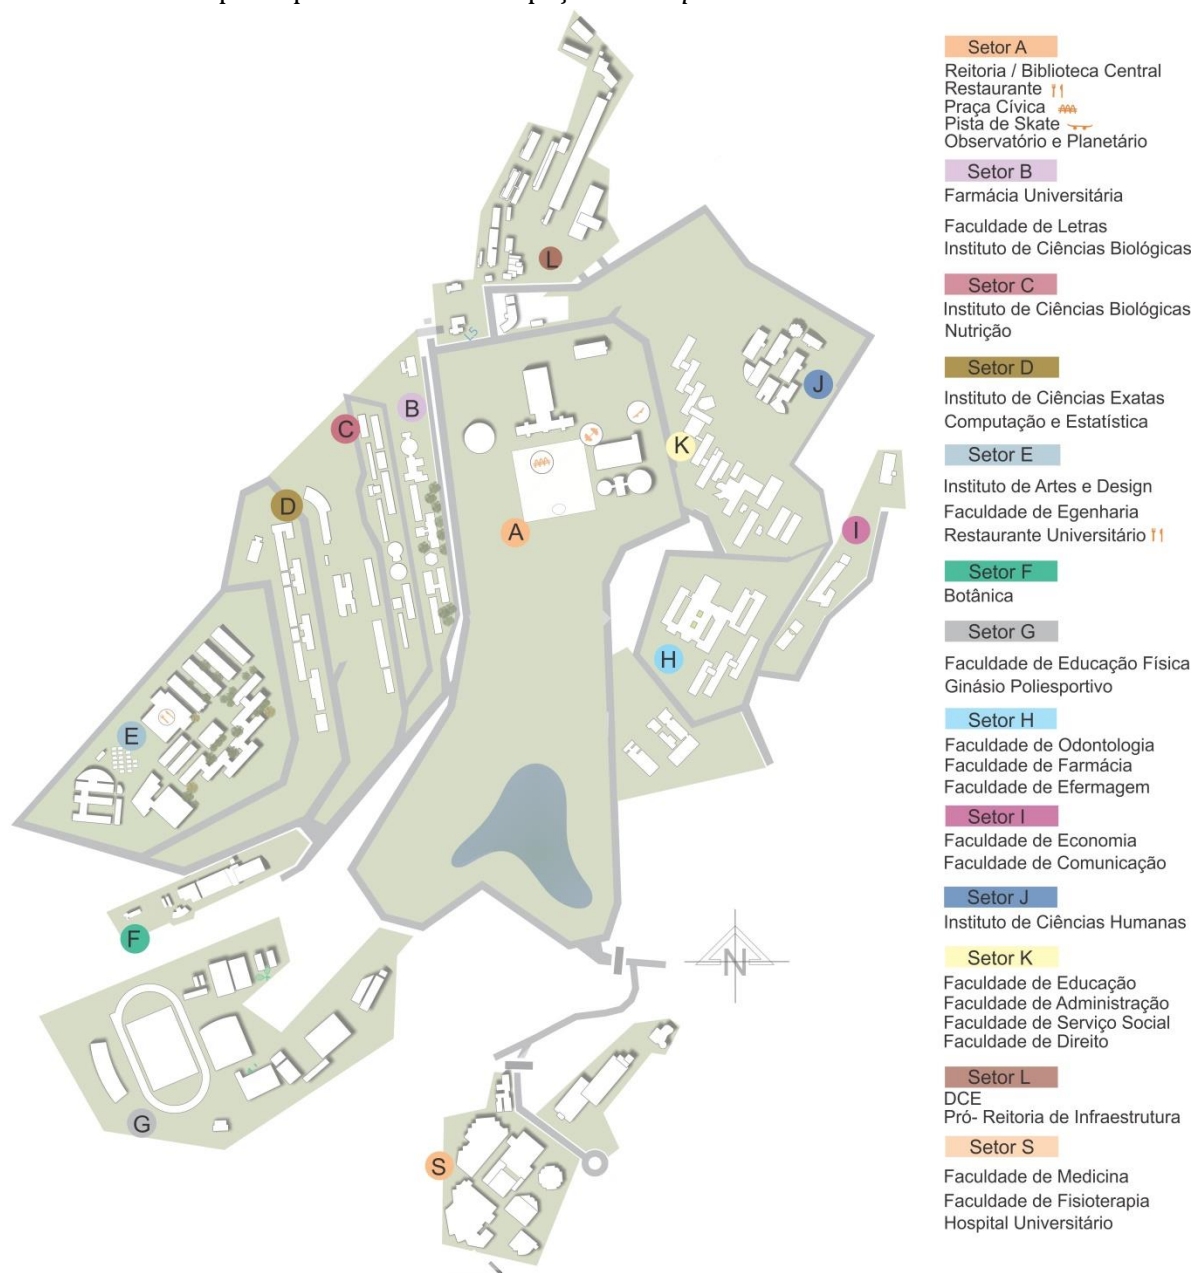 Setor A
Reitoria / Biblioteca Central
Restaurante
Praça Cívica
Pista de Skate
Observatório e Planetário
Setor B
Farmácia Universitária
Faculdade de Letras
Instituto de Ciências Biológicas
Setor C
Instituto de Ciências Biológicas
Nutrição
Setor D
Instituto de Ciências Exatas
Computação e Estatística
Setor E
Instituto de Artes e Design
Faculdade de Egenharia
Restaurante Universitário
Setor F
Botânica
Setor G
Faculdade de Educação Física
Ginásio Poliesportivo
Setor H
Faculdade de Odontologia
Faculdade de Farmácia
Faculdade de Efermagem
Setor I
Faculdade de Economia
Faculdade de Comunicação
Setor J
Instituto de Ciências Humanas
Setor K
Faculdade de Educação
Faculdade de Administração
Faculdade de Serviço Social
Faculdade de Direito
Setor L
DCE
Pró- Reitoria de Infraestrutura
Setor S
Faculdade de Medicina
Faculdade de Fisioterapia
Hospital Universitário
L
J
B
C
K
D
A
I
H
E
F
N
G
S